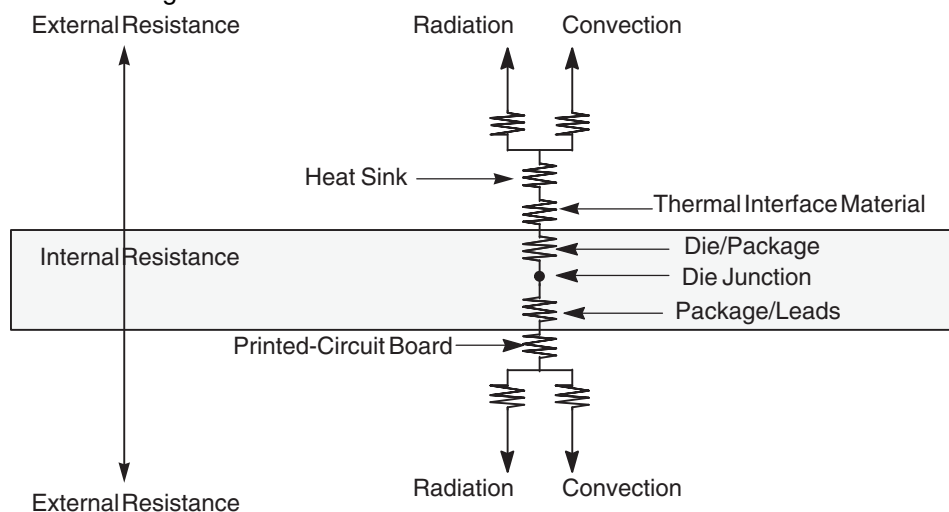 External Resistance
Radiation
Convection
Heat Sink
Thermal Interface Material
Internal Resistance
Die/Package
Die Junction
Package/Leads
Printed-Circuit Board
Radiation
Convection
External Resistance